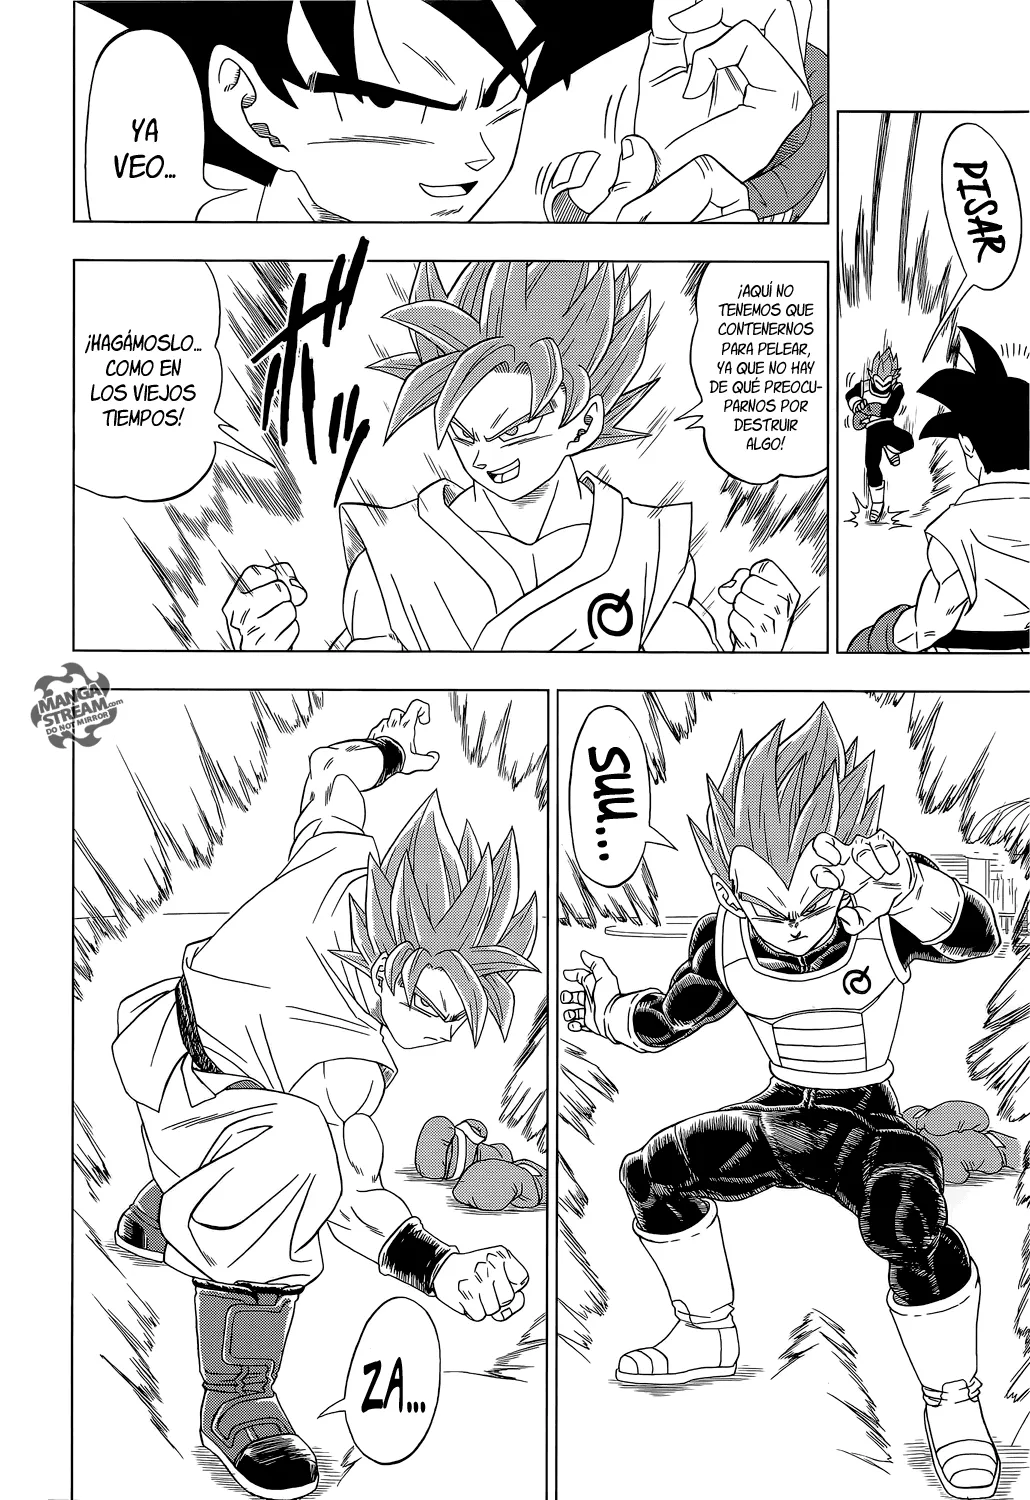 PISAR
YA
VEO...
¡AQUÍ NO
TENEMOS QUE
CONTENERNOS
PARA PELEAR,
YA QUE NO HAY
DE QUÉ PREOCU-
PARNOS POR
DESTRUIR
ALGO!
¡HAGÁMOSLO...
COMO EN
LOS VIEJOS
TIEMPOS!
SUU...
ZA...
MANGA
STREAM.com
DO NOT MIRROR